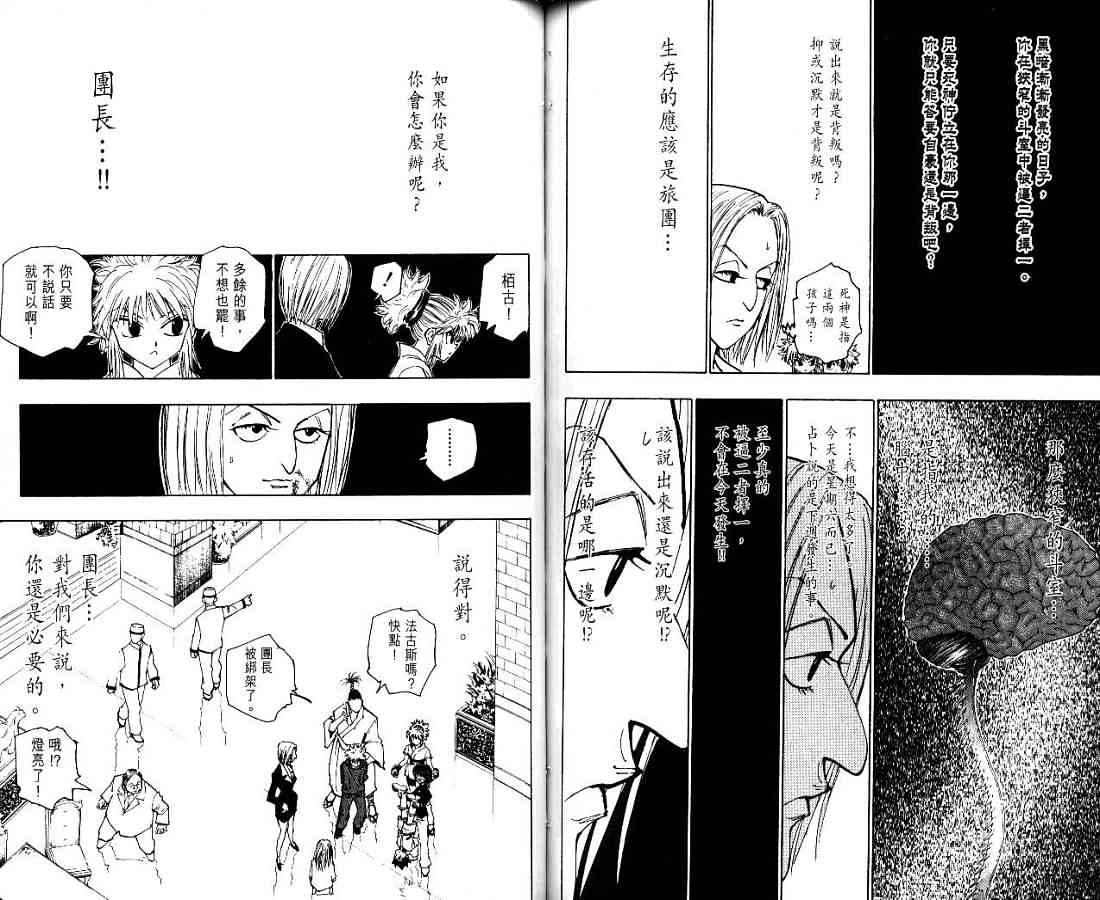 黑暗漸漸發亮的日子，
你在狹窄的斗室中被逼二者擇一。
只要死神佇立在你那一邊，
你就只能答要自豪還是背叛吧？
說出來就是背叛嗎？
抑或沉默才是背叛呢？
死神是指
這兩個
孩子嗎…
生存的應該是旅團…
那麼狹窄的斗室…
是指我的……
腦中……
不…我想得太多了…
今天是星期六而已…
占卜說的是下週發生的事
至少真的
被逼二者擇一，
不會在今天發生!!
該說出來還是沉默呢!?
該存活的是哪一邊呢!?
如果你是我，
你會怎麼辦呢？
團長…!!
栢古！
！
多餘的事，
不想也罷！
你只要
不說話
就可以啊！
………
說得對。
法古斯嗎？
快點！
團長
被綁架了。
團長…
對我們來說，
你還是必要的。
哦!?
燈亮了！